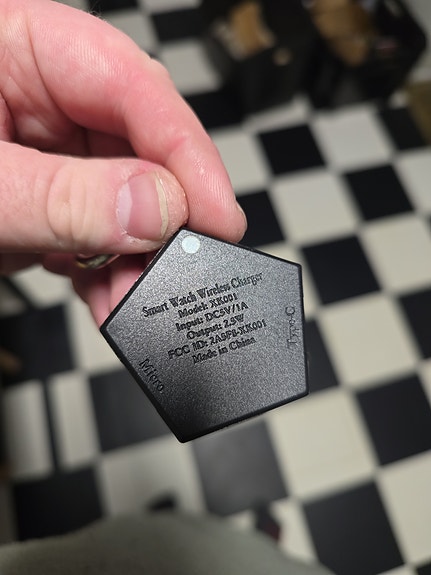 Smart Watch Wireless Charger
Model: XK001
Input: DC5V/1A
Output: 2.5W
FCC ID: 2A5F8-XK001
Made in China
Micro
Type-C